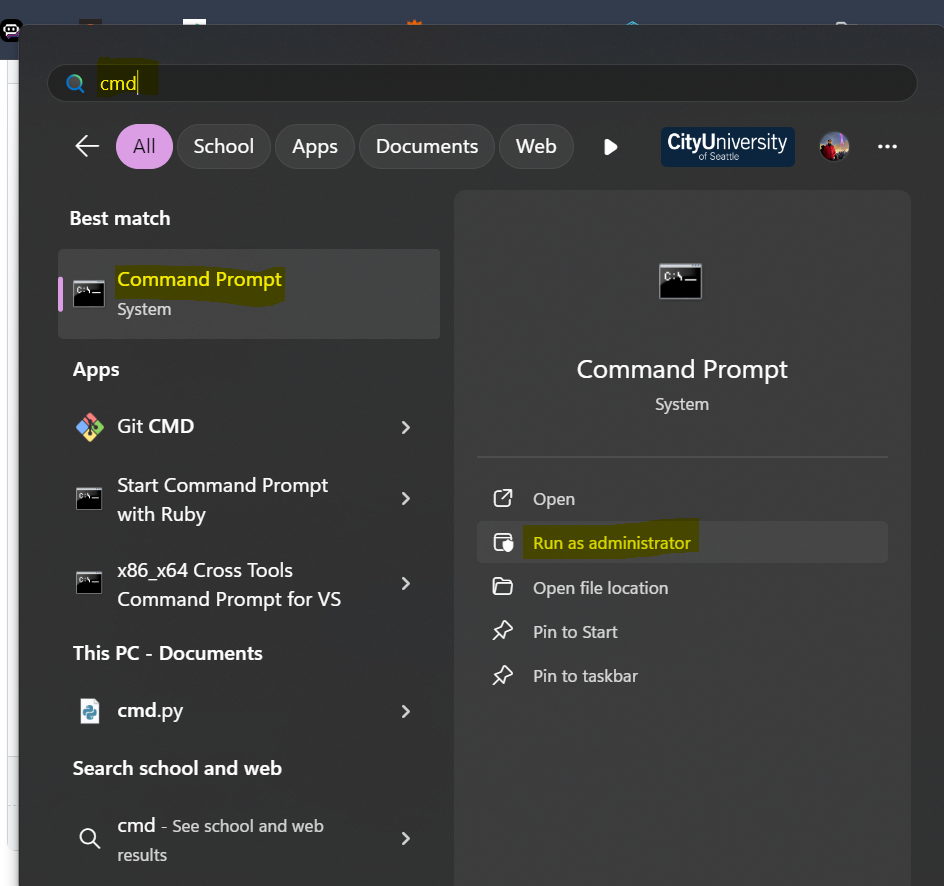 cmd
All
School
Apps
Documents
Web
CityUniversity
of Seattle
Best match
Command Prompt
System
Apps
Git CMD
Start Command Prompt
with Ruby
x86_x64 Cross Tools
Command Prompt for VS
This PC - Documents
cmd.py
Search school and web
cmd - See school and web
results
Command Prompt
System
Open
Run as administrator
Open file location
Pin to Start
Pin to taskbar